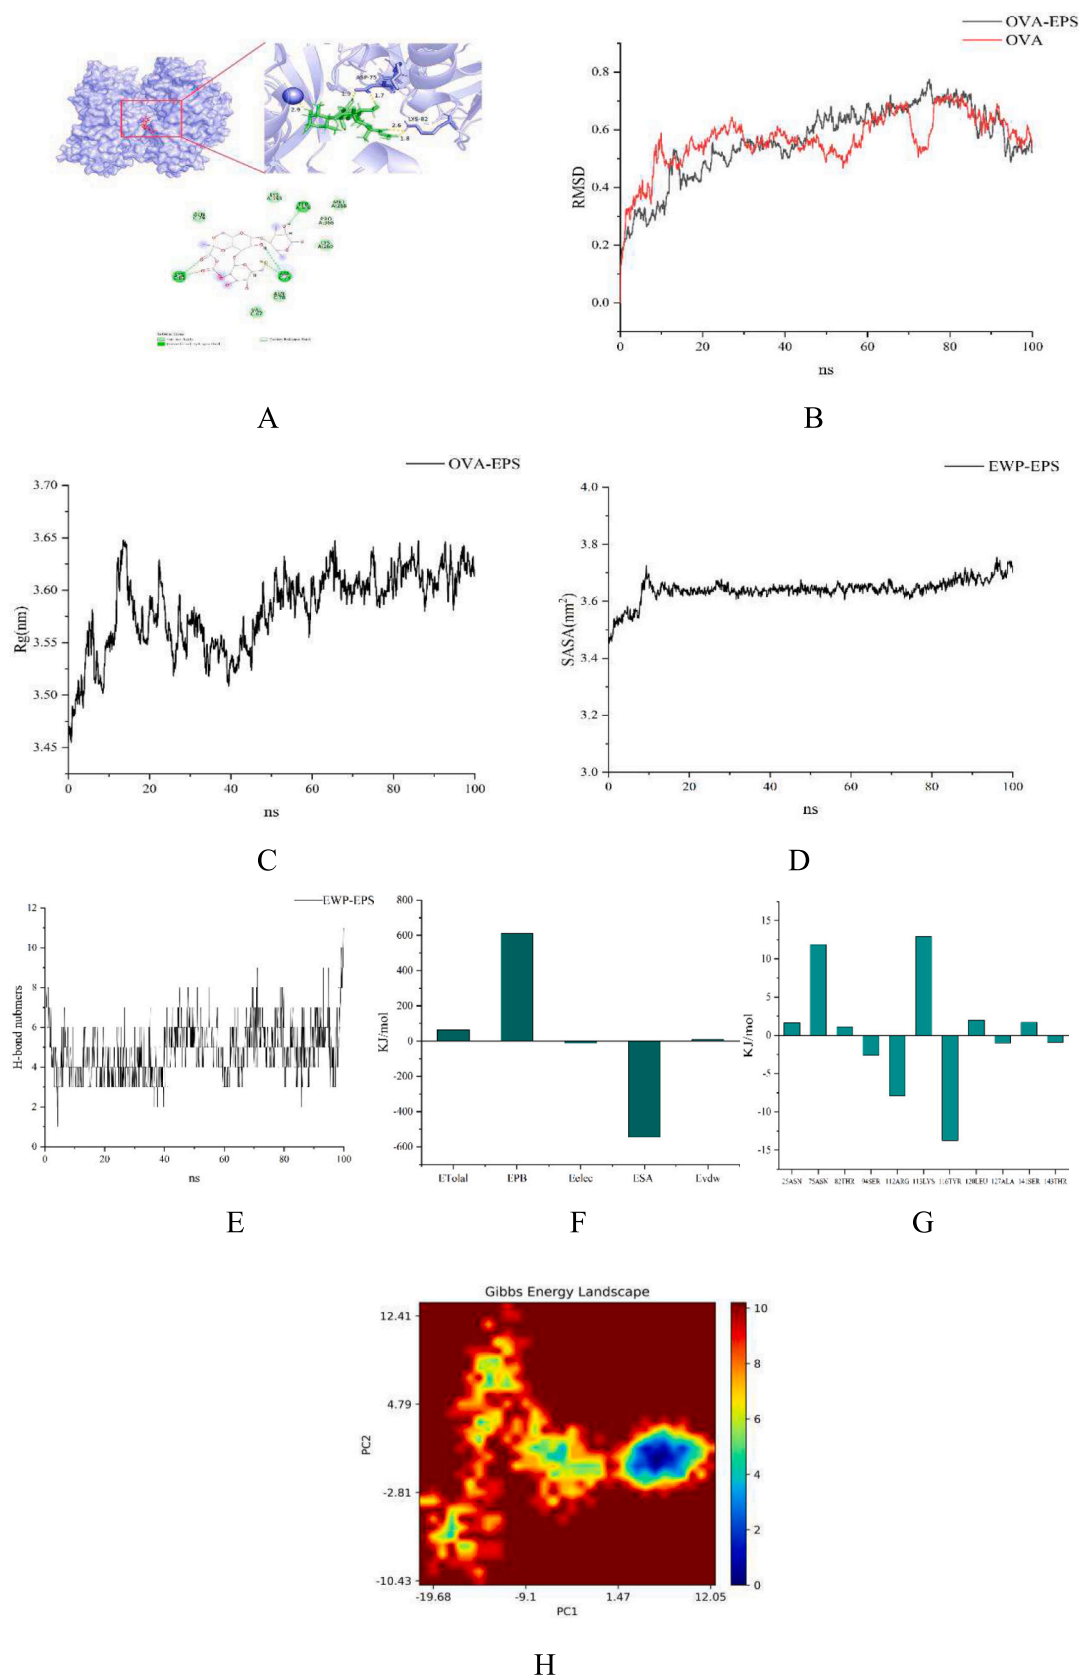 ASP-75
2.9
1.9
1.7
LYS-82
2.6
1.8
A
OVA-EPS
OVA
0.8
0.6
0.4
0.2
0.0
RMSD
0 20 40 60 80 100
ns
B
OVA-EPS
3.70
3.65
3.60
3.55
3.50
3.45
Rg(nm)
0 20 40 60 80 100
ns
C
EWP-EPS
4.0
3.8
3.6
3.4
3.2
3.0
SASA(nm²)
0 20 40 60 80 100
ns
D
EWP-EPS
12
10
8
6
4
2
0
H-bond nubmers
0 20 40 60 80 100
ns
E
800
600
400
200
0
-200
-400
-600
KJ/mol
ETolal EPB Eelec ESA Evdw
F
15
10
5
0
-5
-10
-15
KJ/mol
25ASN 75ASN 82THR 94SER 112ARG 113LYS 116TYR 120LEU 127ALA 141SER 143THR
G
Gibbs Energy Landscape
12.41
4.79
-2.81
-10.43
PC2
-19.68 -9.1 1.47 12.05
PC1
10
8
6
4
2
0
H